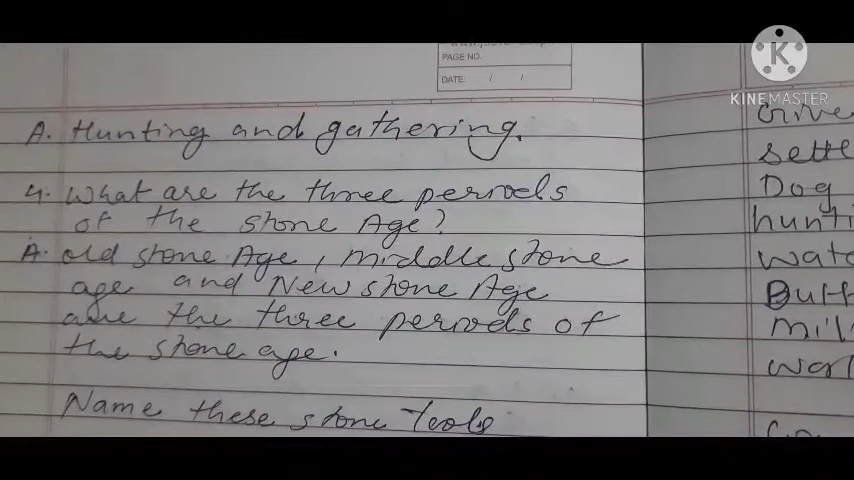 PAGE NO.
DATE: / /
KINEMASTER
A. Hunting and gathering.
4. What are the three periods
of the stone Age?
A. old stone Age, Middle stone
age and New stone Age
are the three periods of
the stone age.
Name these stone Tools
Give
settl
Dog
hunti
wate
Buff
mil